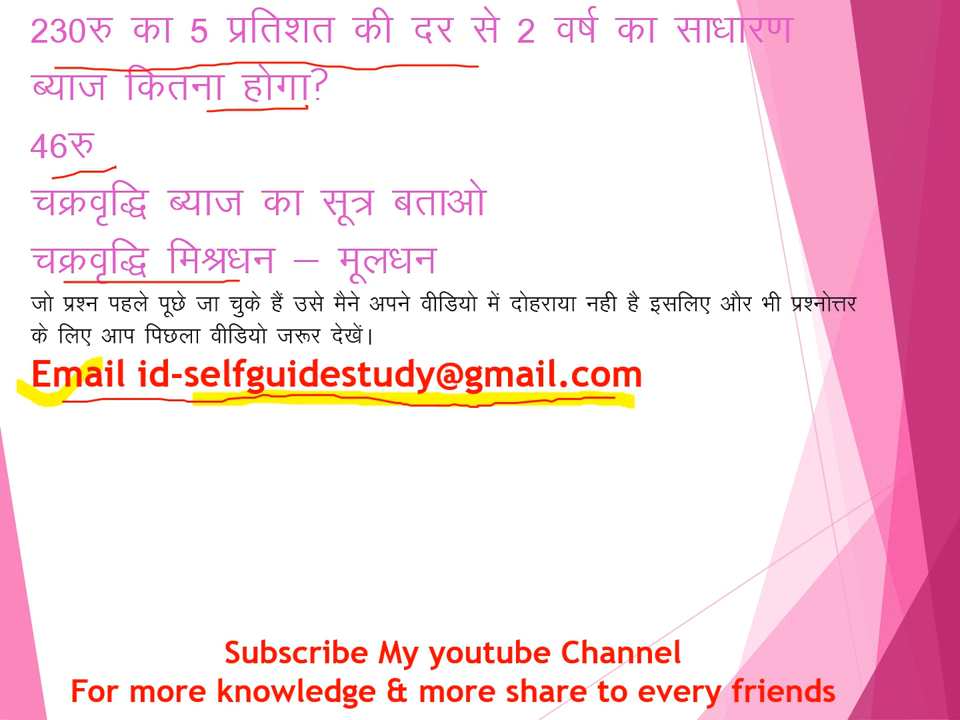 230रु का 5 प्रतिशत की दर से 2 वर्ष का साधारण
ब्याज कितना होगा?
46रु
चक्रवृद्धि ब्याज का सूत्र बताओ
चक्रवृद्धि मिश्रधन – मूलधन
जो प्रश्न पहले पूछे जा चुके हैं उसे मैने अपने वीडियो में दोहराया नही है इसलिए और भी प्रश्नोत्तर
के लिए आप पिछला वीडियो जरूर देखें।
Email id-selfguidestudy@gmail.com
Subscribe My youtube Channel
For more knowledge & more share to every friends